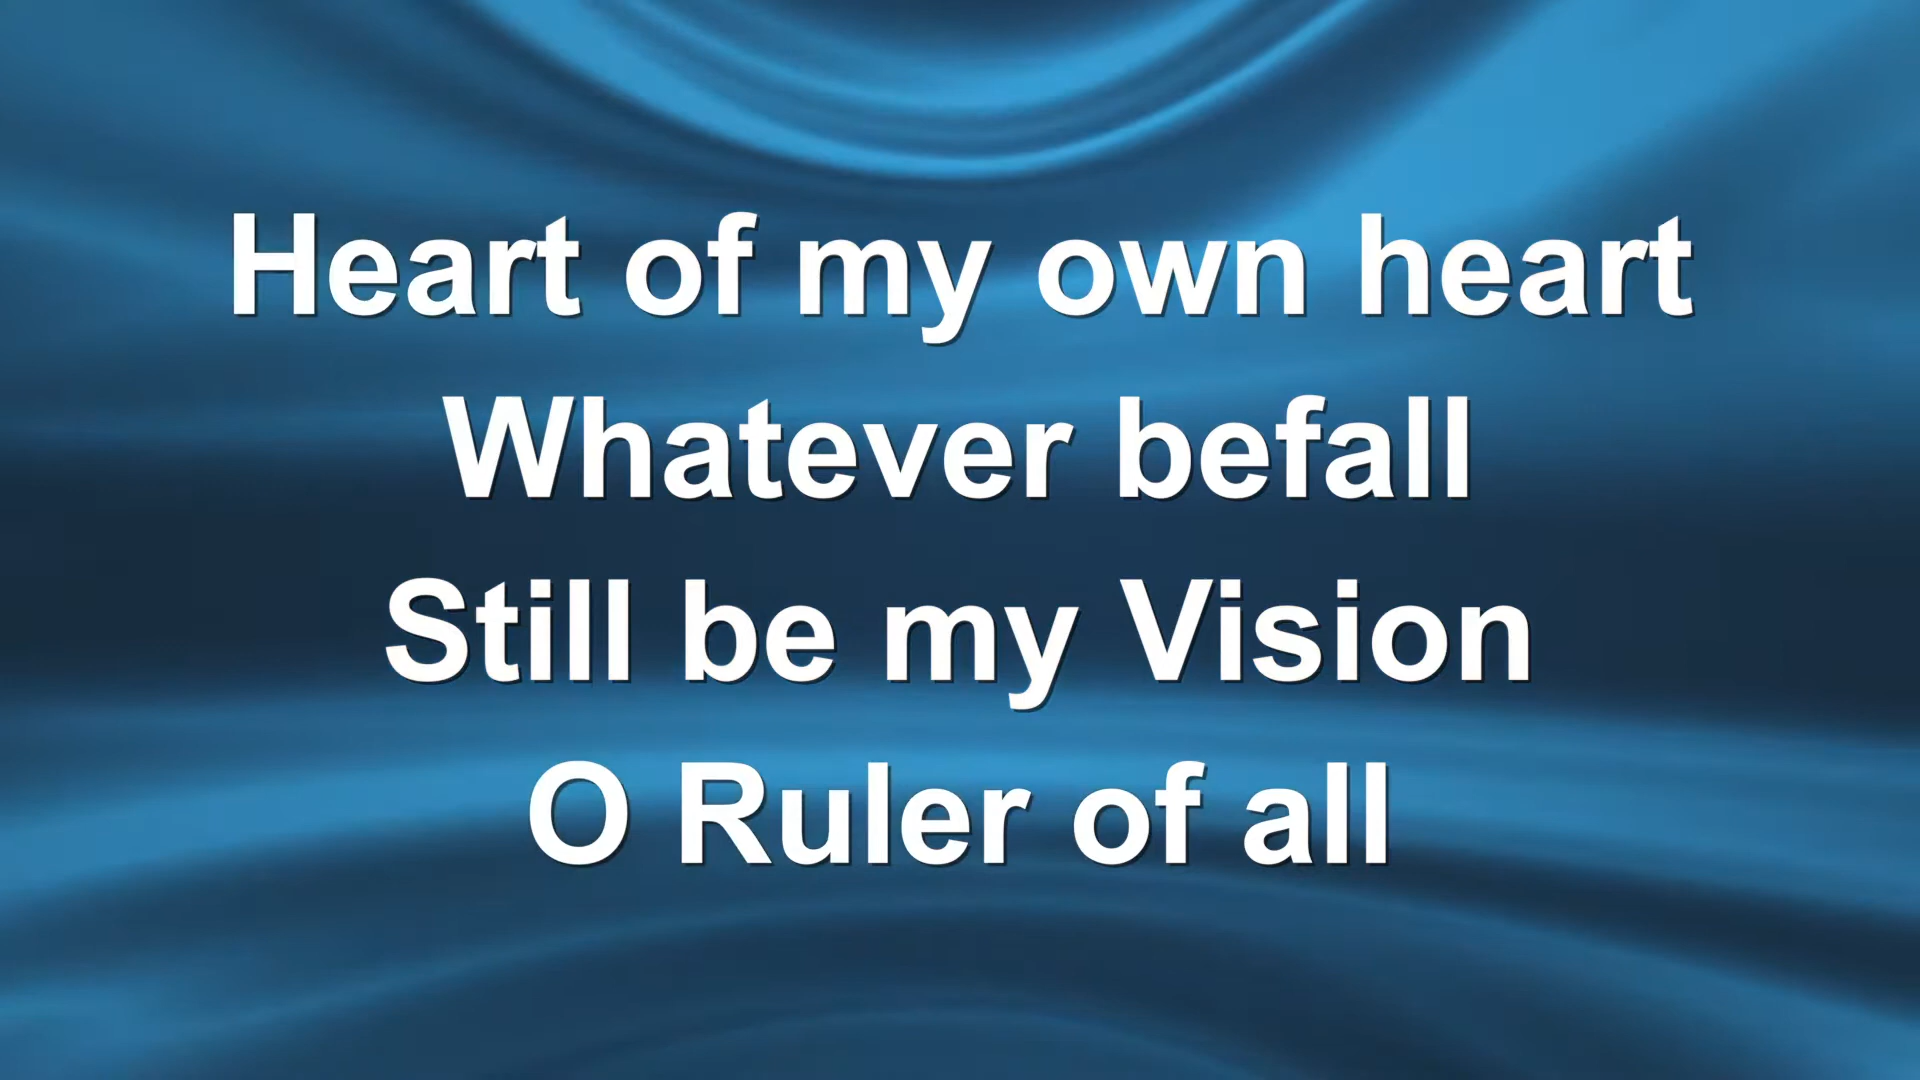 Heart of my own heart
Whatever befall
Still be my Vision
O Ruler of all